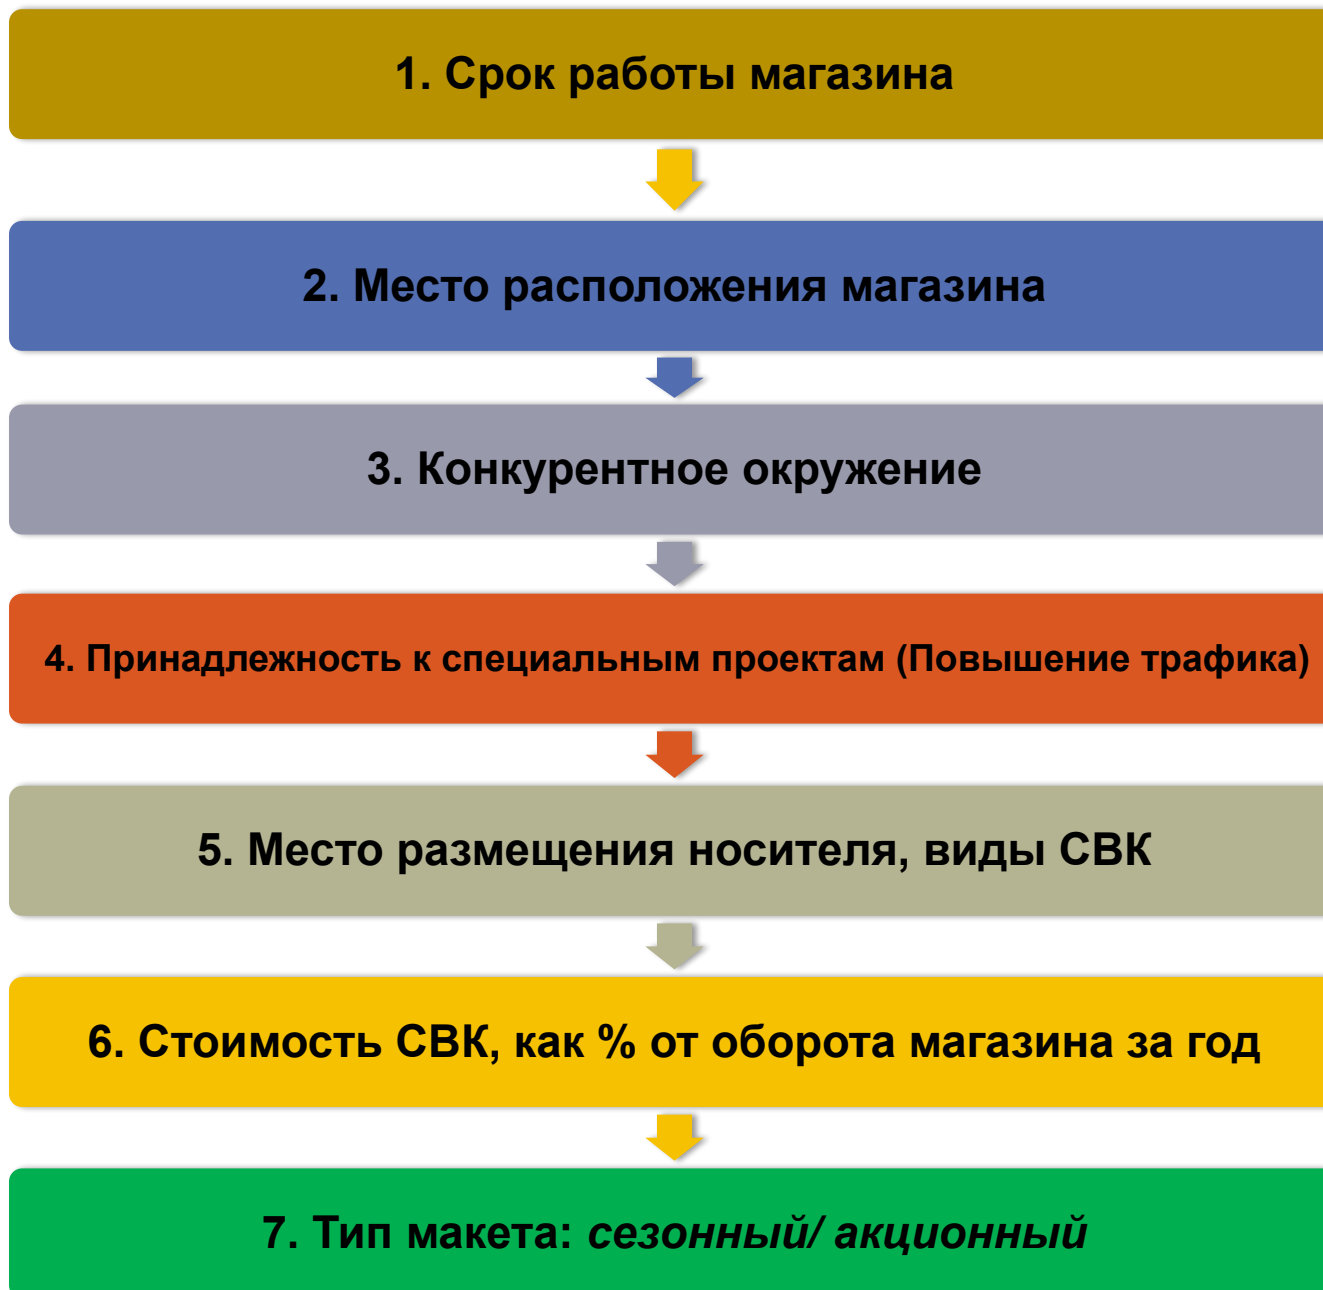 1. Срок работы магазина
2. Место расположения магазина
3. Конкурентное окружение
4. Принадлежность к специальным проектам (Повышение трафика)
5. Место размещения носителя, виды СВК
6. Стоимость СВК, как % от оборота магазина за год
7. Тип макета: сезонный/ акционный